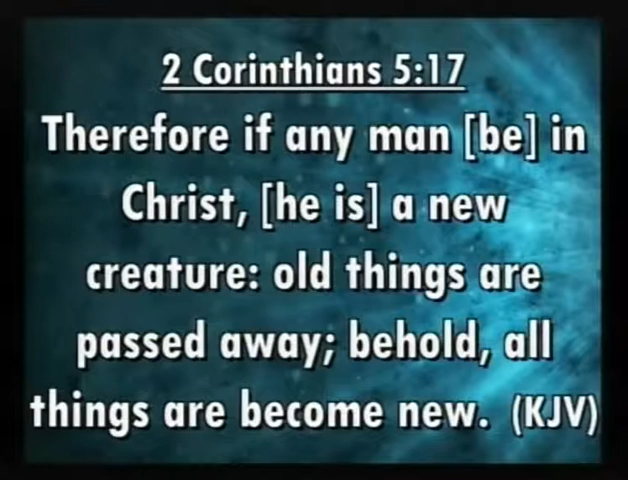 2 Corinthians 5:17
Therefore if any man [be] in
Christ, [he is] a new
creature: old things are
passed away; behold, all
things are become new. (KJV)